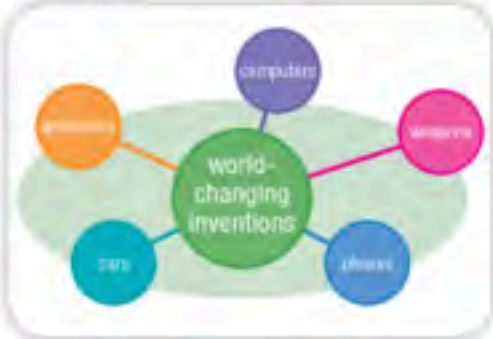 computers
weapons
world-
changing
inventions
cars
phones